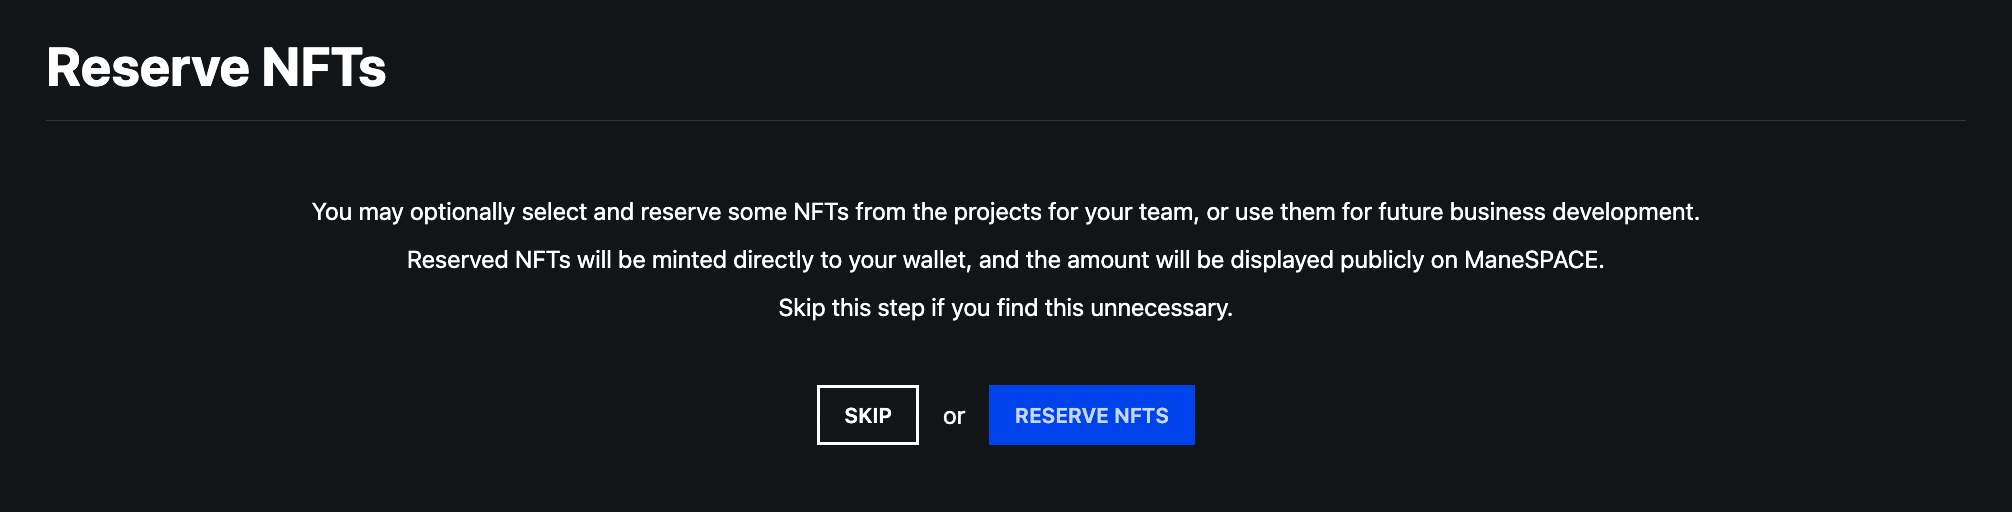 Reserve NFTs
You may optionally select and reserve some NFTs from the projects for your team, or use them for future business development.
Reserved NFTs will be minted directly to your wallet, and the amount will be displayed publicly on ManeSPACE.
Skip this step if you find this unnecessary.
SKIP or RESERVE NFTS